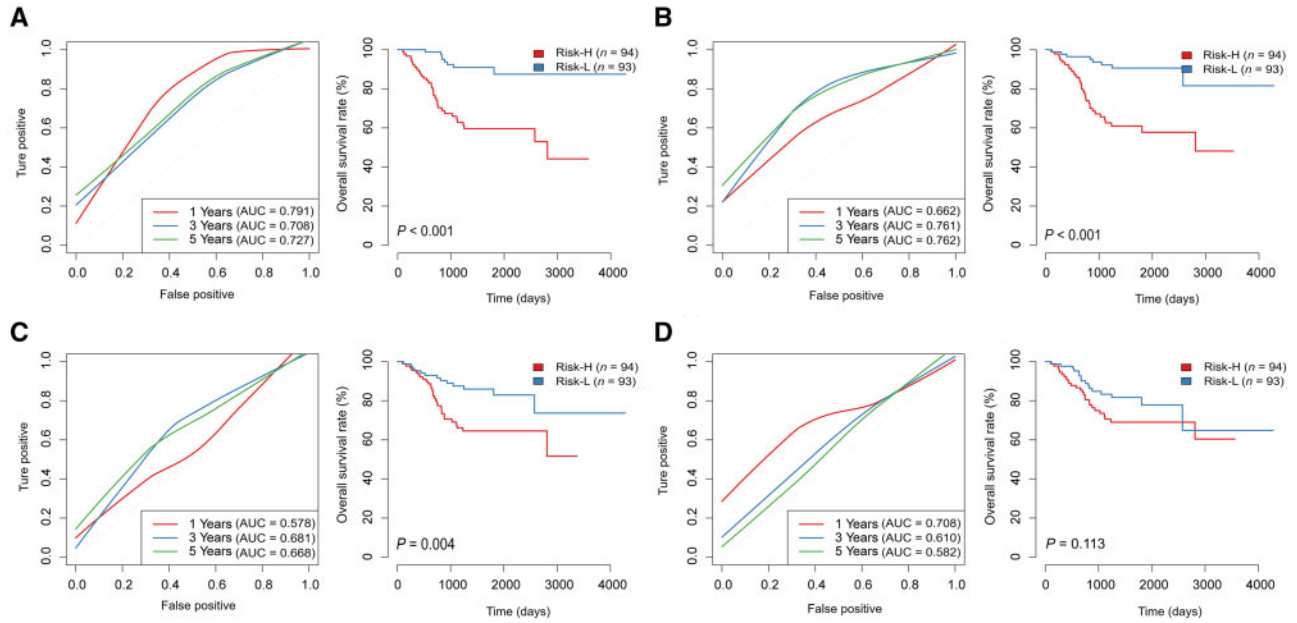 A
Ture positive
1.0
0.8
0.6
0.4
0.2
0.0
0.0 0.2 0.4 0.6 0.8 1.0
False positive
1 Years (AUC = 0.791)
3 Years (AUC = 0.708)
5 Years (AUC = 0.727)
Overall survival rate (%)
100
80
60
40
20
0
0 1000 2000 3000 4000
Time (days)
Risk-H (n = 94)
Risk-L (n = 93)
P < 0.001
B
Ture positive
1.0
0.8
0.6
0.4
0.2
0.0
0.0 0.2 0.4 0.6 0.8 1.0
False positive
1 Years (AUC = 0.662)
3 Years (AUC = 0.761)
5 Years (AUC = 0.762)
Overall survival rate (%)
100
80
60
40
20
0
0 1000 2000 3000 4000
Time (days)
Risk-H (n = 94)
Risk-L (n = 93)
P < 0.001
C
Ture positive
1.0
0.8
0.6
0.4
0.2
0.0
0.0 0.2 0.4 0.6 0.8 1.0
False positive
1 Years (AUC = 0.578)
3 Years (AUC = 0.681)
5 Years (AUC = 0.668)
Overall survival rate (%)
100
80
60
40
20
0
0 1000 2000 3000 4000
Time (days)
Risk-H (n = 94)
Risk-L (n = 93)
P = 0.004
D
Ture positive
1.0
0.8
0.6
0.4
0.2
0.0
0.0 0.2 0.4 0.6 0.8 1.0
False positive
1 Years (AUC = 0.708)
3 Years (AUC = 0.610)
5 Years (AUC = 0.582)
Overall survival rate (%)
100
80
60
40
20
0
0 1000 2000 3000 4000
Time (days)
Risk-H (n = 94)
Risk-L (n = 93)
P = 0.113